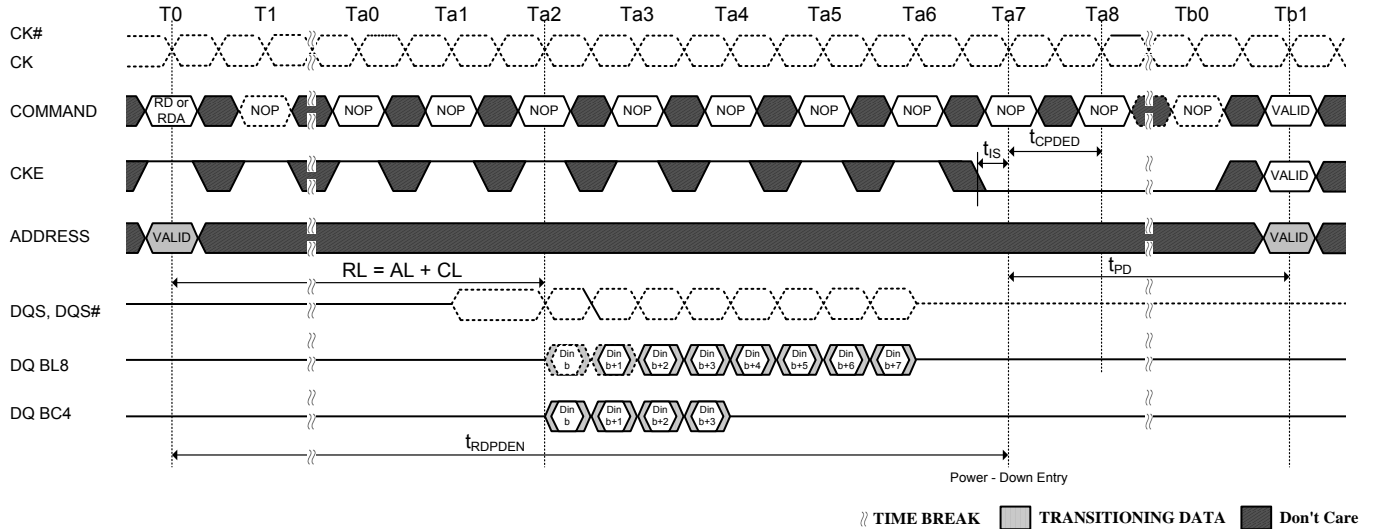 T0 T1 Ta0 Ta1 Ta2 Ta3 Ta4 Ta5 Ta6 Ta7 Ta8 Tb0 Tb1
CK#
CK
COMMAND RD or RDA NOP NOP NOP NOP NOP NOP NOP NOP NOP NOP NOP VALID
tIS tCPDED
CKE VALID
ADDRESS VALID VALID
RL = AL + CL tPD
DQS, DQS#
DQ BL8 Din b Din b+1 Din b+2 Din b+3 Din b+4 Din b+5 Din b+6 Din b+7
DQ BC4 Din b Din b+1 Din b+2 Din b+3
tRDPDEN
Power - Down Entry
TIME BREAK TRANSITIONING DATA Don't Care